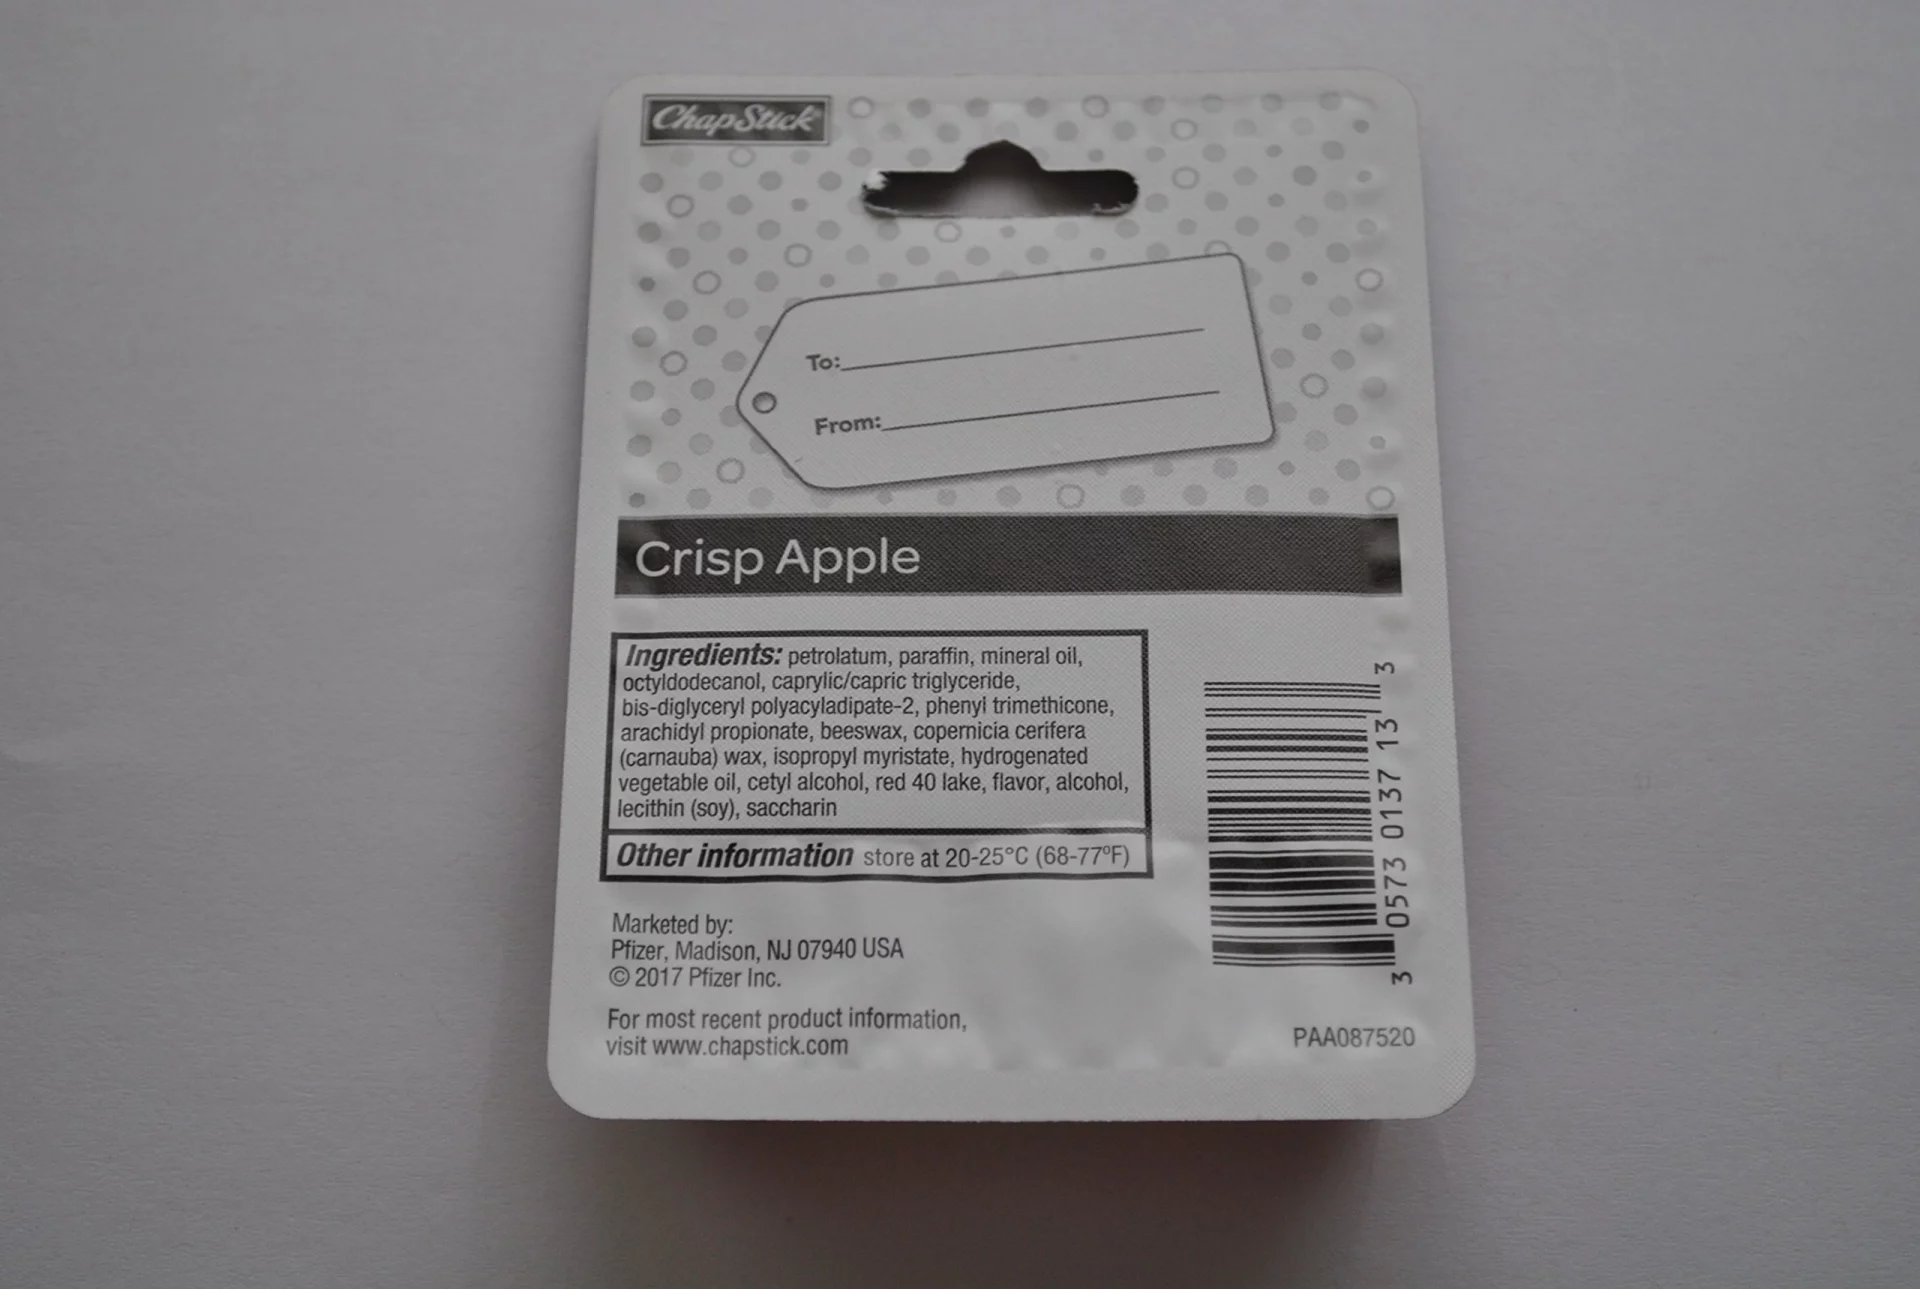 ChapStick
To:
From:
Crisp Apple
Ingredients: petrolatum, paraffin, mineral oil,
octyldodecanol, caprylic/capric triglyceride,
bis-diglyceryl polyacyladipate-2, phenyl trimethicone,
arachidyl propionate, beeswax, copernicia cerifera
(carnauba) wax, isopropyl myristate, hydrogenated
vegetable oil, cetyl alcohol, red 40 lake, flavor, alcohol,
lecithin (soy), saccharin
Other information store at 20-25°C (68-77°F)
Marketed by:
Pfizer, Madison, NJ 07940 USA
© 2017 Pfizer Inc.
For most recent product information,
visit www.chapstick.com
3 0573 0137 13 3
PAA087520